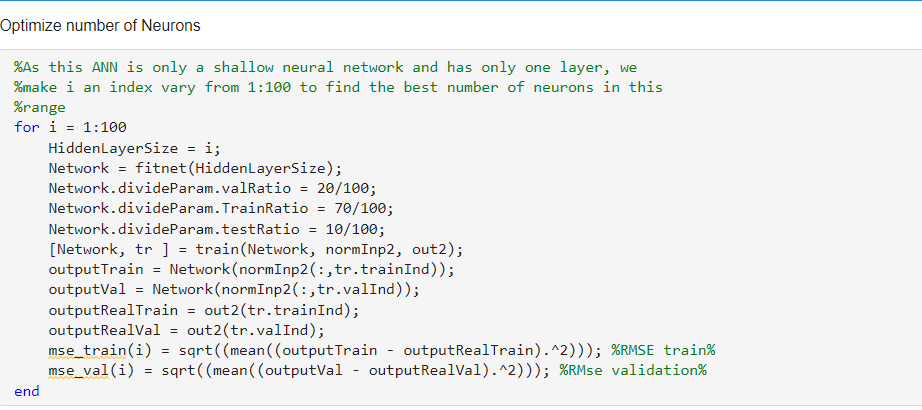 Optimize number of Neurons
%As this ANN is only a shallow neural network and has only one layer, we
%make i an index vary from 1:100 to find the best number of neurons in this
%range
for i = 1:100
HiddenLayerSize = i;
Network = fitnet(HiddenLayerSize);
Network.divideParam.valRatio = 20/100;
Network.divideParam.TrainRatio = 70/100;
Network.divideParam.testRatio = 10/100;
[Network, tr ] = train(Network, normInp2, out2);
outputTrain = Network(normInp2(:,tr.trainInd));
outputVal = Network(normInp2(:,tr.valInd));
outputRealTrain = out2(tr.trainInd);
outputRealVal = out2(tr.valInd);
mse_train(i) = sqrt((mean((outputTrain - outputRealTrain).^2))); %RMSE train%
mse_val(i) = sqrt((mean((outputVal - outputRealVal).^2))); %RMse validation%
end